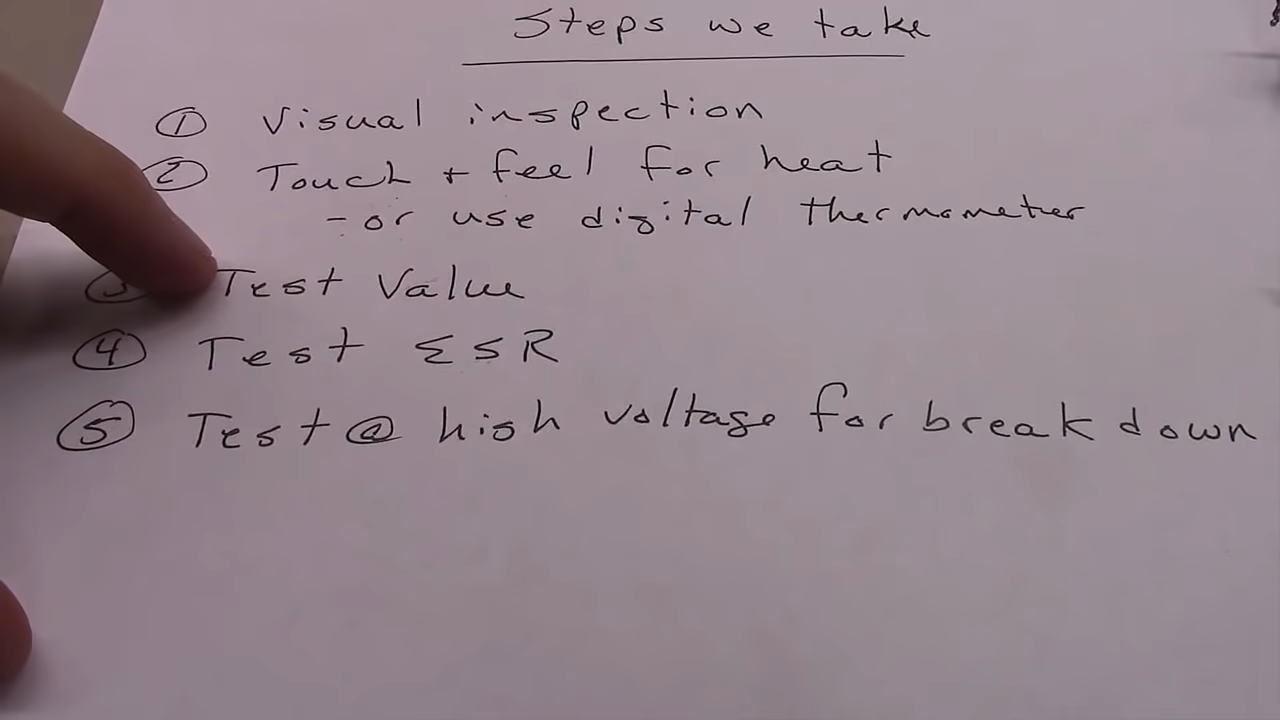 Steps we take
① Visual inspection
② Touch + feel for heat
- or use digital thermometer
③ Test Value
④ Test ESR
⑤ Test @ high voltage for break down